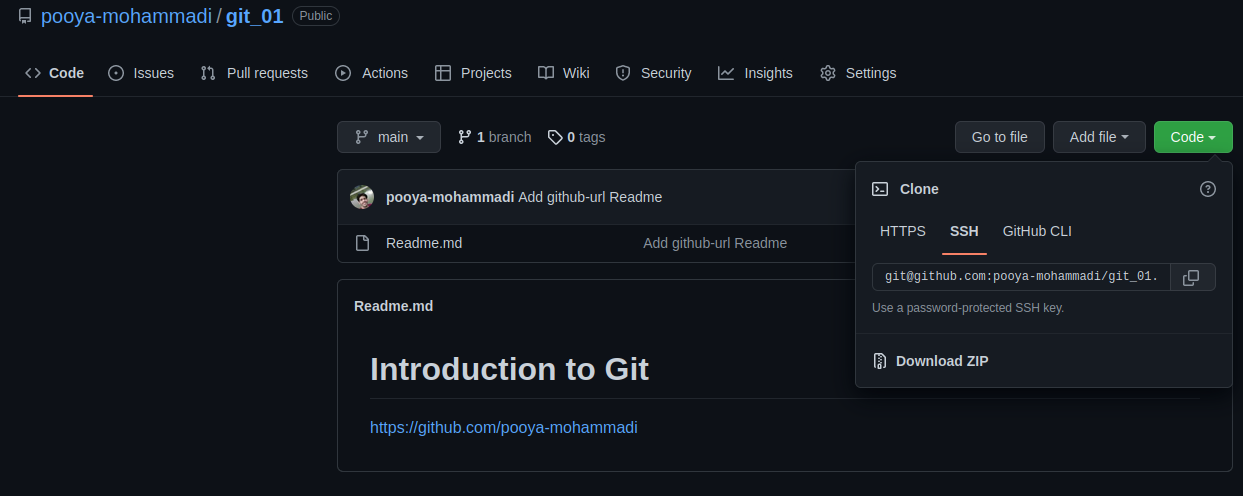 pooya-mohammadi / git_01 Public
Code Issues Pull requests Actions Projects Wiki Security Insights Settings
main 1 branch 0 tags Go to file Add file Code
pooya-mohammadi Add github-url Readme
Readme.md Add github-url Readme
Clone
HTTPS SSH GitHub CLI
git@github.com:pooya-mohammadi/git_01.
Use a password-protected SSH key.
Download ZIP
Readme.md
Introduction to Git
https://github.com/pooya-mohammadi